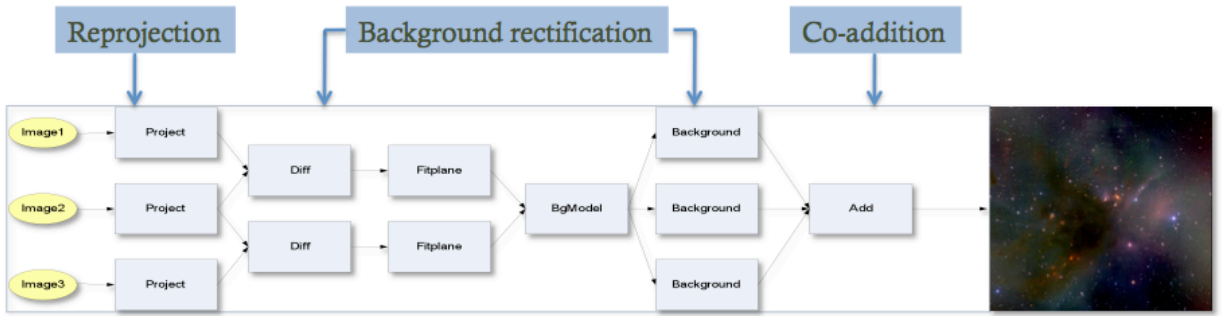 Reprojection
Background rectification
Co-addition
Image1
Project
Background
Diff
Fitplane
Image2
Project
BgModel
Background
Add
Diff
Fitplane
Image3
Project
Background